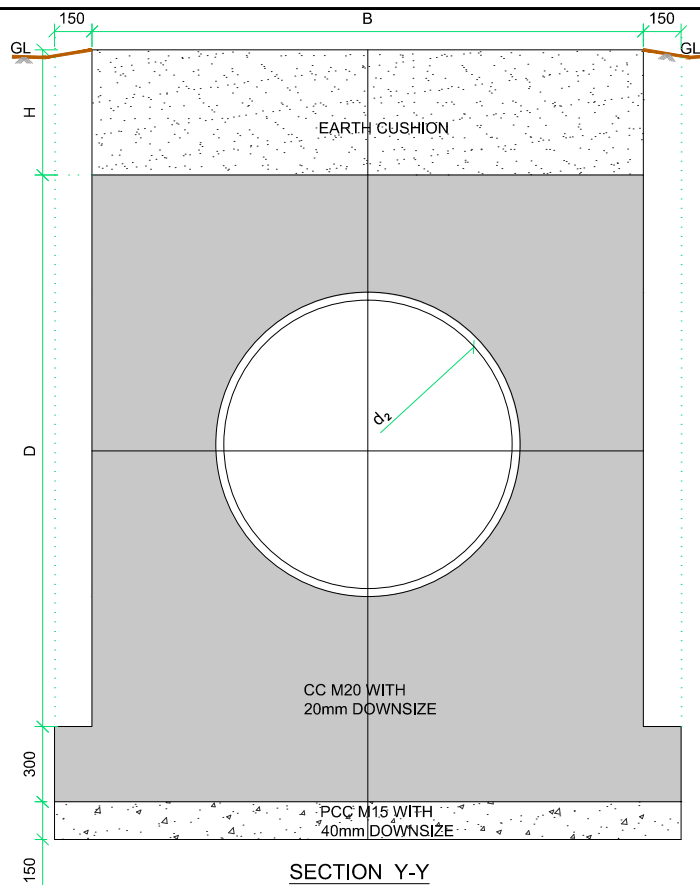 150
B
150
GL
GL
H
EARTH CUSHION
d₂
D
CC M20 WITH
20mm DOWNSIZE
300
PCC M15 WITH
40mm DOWNSIZE
150
SECTION Y-Y